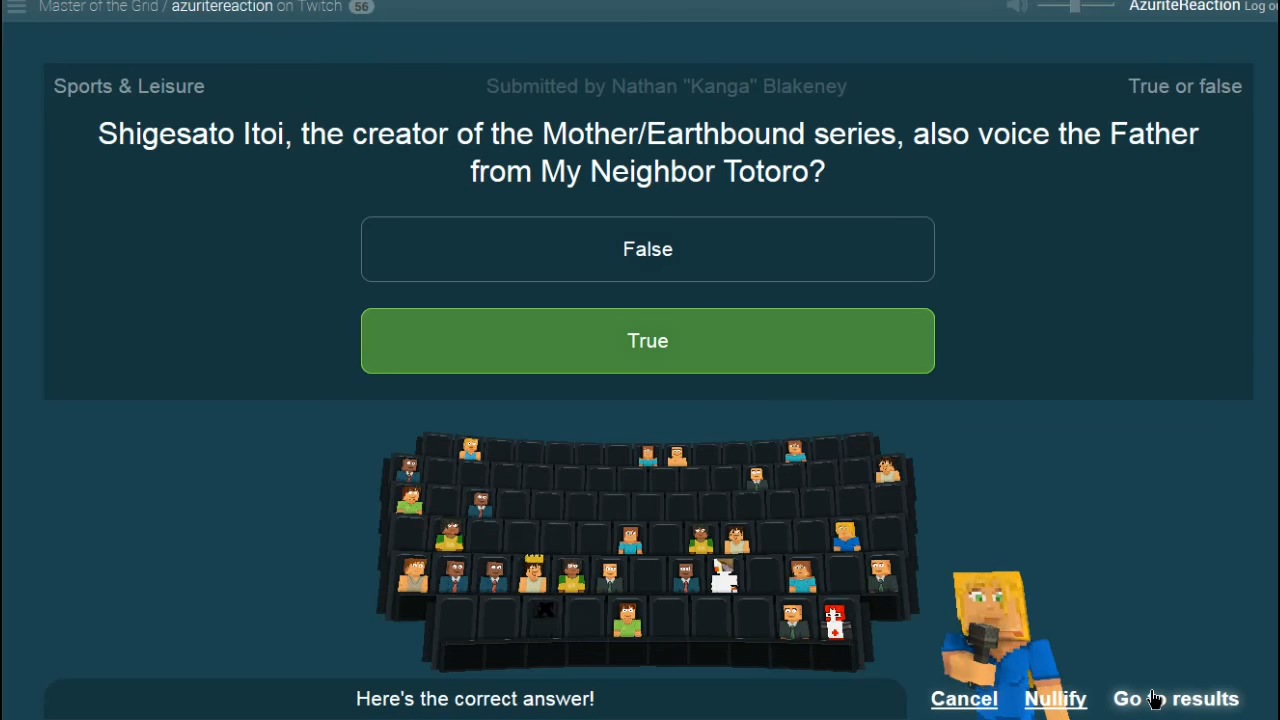 Master of the Grid / azuritereaction on Twitch 56
AzuriteReaction Log
Sports & Leisure
Submitted by Nathan "Kanga" Blakeney
True or false
Shigesato Itoi, the creator of the Mother/Earthbound series, also voice the Father
from My Neighbor Totoro?
False
True
Here's the correct answer!
Cancel
Nullify
Go to results